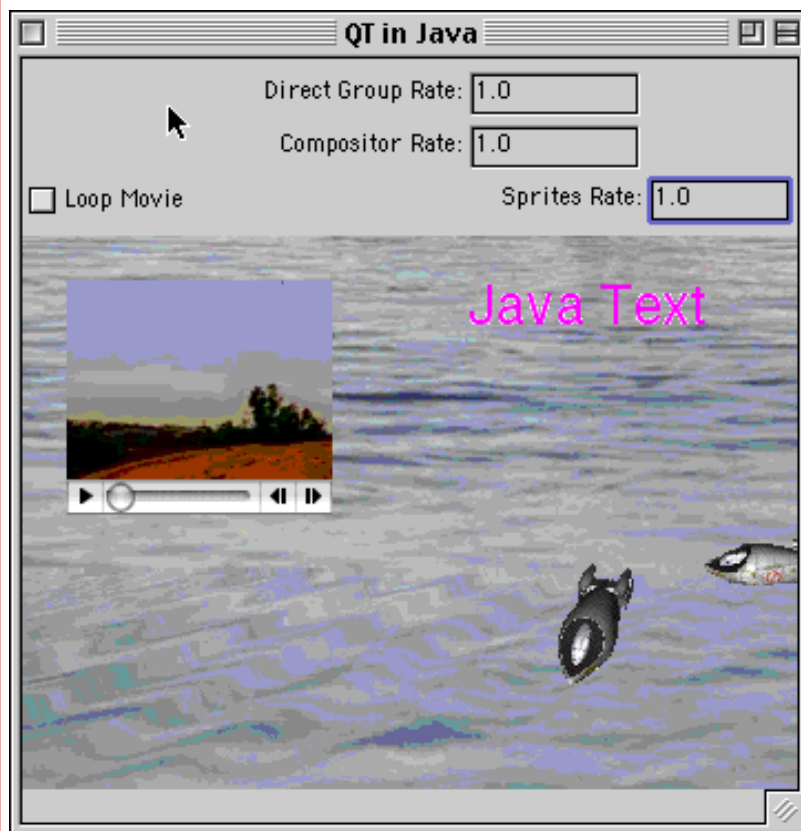 QT in Java
Direct Group Rate: 1.0
Compositor Rate: 1.0
Loop Movie Sprites Rate: 1.0
Java Text